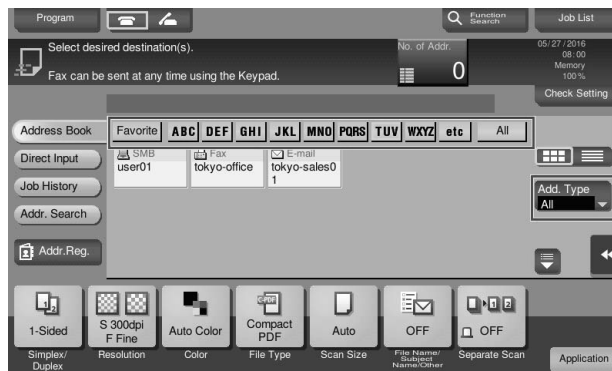 Program
Function
Search
Job List
Select desired destination(s).
Fax can be sent at any time using the Keypad.
No. of Addr.
0
05/27/2016
08:00
Memory
100%
Check Setting
Address Book
Favorite ABC DEF GHI JKL MNO PQRS TUV WXYZ etc All
Direct Input
Job History
Addr. Search
Addr.Reg.
SMB
user01
Fax
tokyo-office
E-mail
tokyo-sales0
1
Add. Type
All
1 2
1-Sided
Simplex/
Duplex
S 300dpi
F Fine
Resolution
Auto Color
Color
C-PDF
Compact
PDF
File Type
Auto
Scan Size
OFF
File Name/
Subject
Name/Other
1 2
OFF
Separate Scan
Application